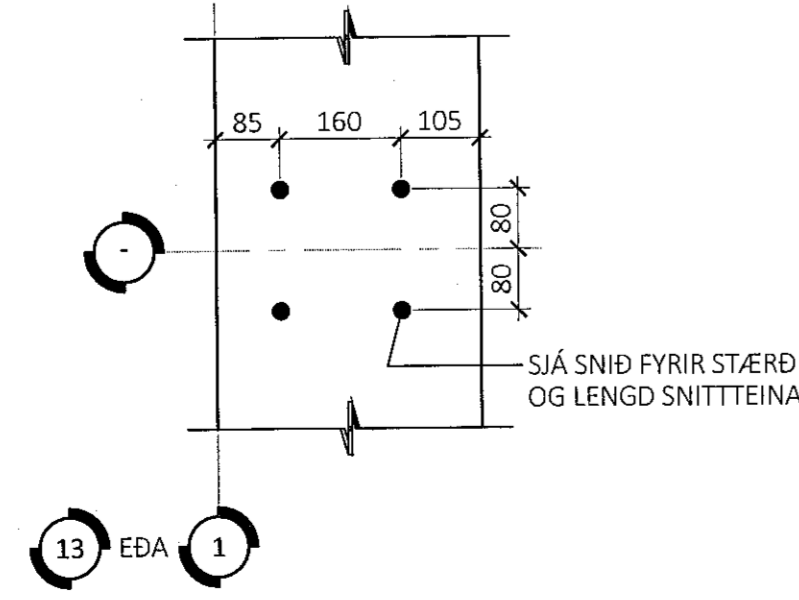 85 160 105
80
-
80
SJÁ SNIÐ FYRIR STÆRÐ
OG LENGD SNITTTEINA
13 EÐA 1